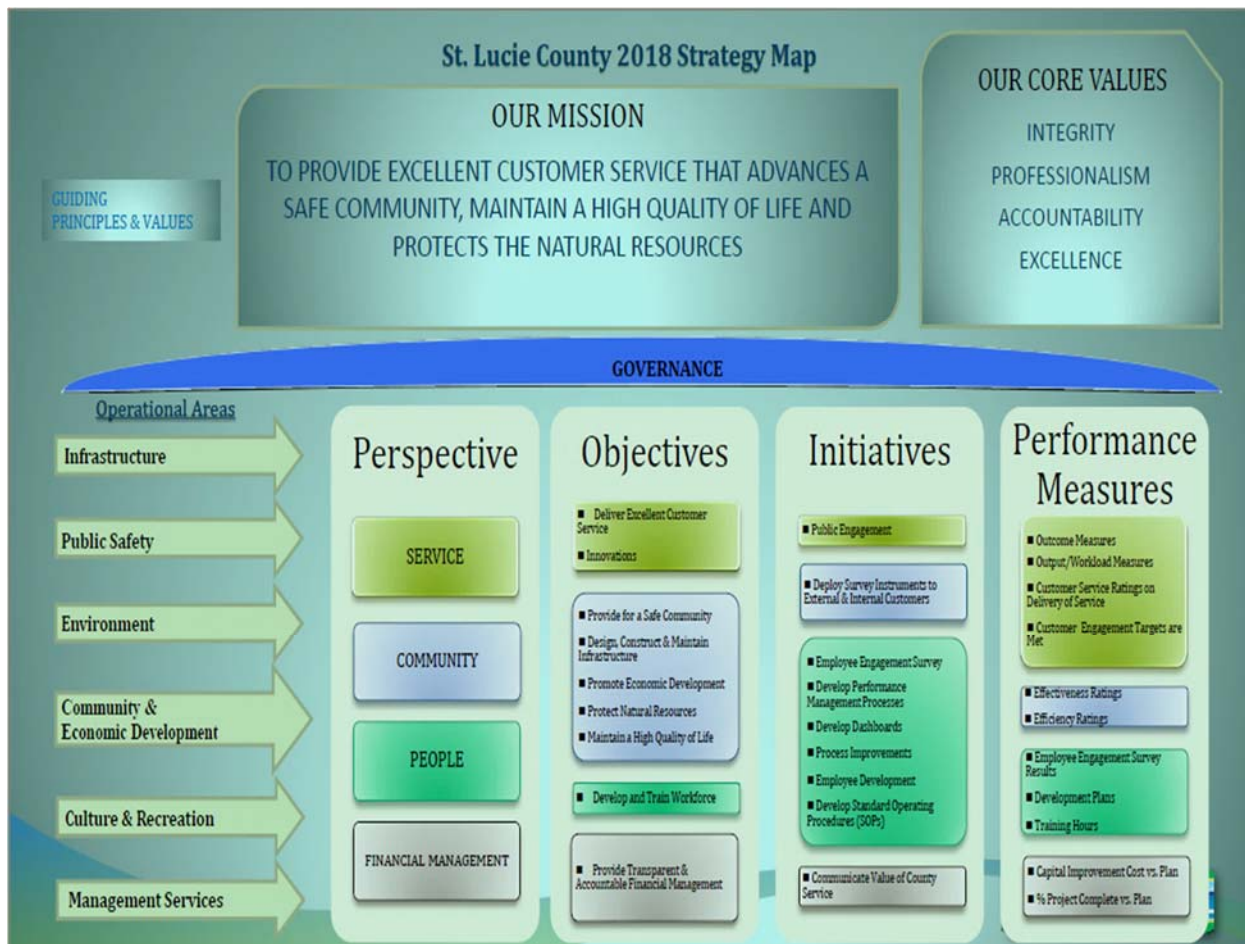 St. Lucie County 2018 Strategy Map
OUR MISSION
TO PROVIDE EXCELLENT CUSTOMER SERVICE THAT ADVANCES A
SAFE COMMUNITY, MAINTAIN A HIGH QUALITY OF LIFE AND
PROTECTS THE NATURAL RESOURCES
OUR CORE VALUES
INTEGRITY
PROFESSIONALISM
ACCOUNTABILITY
EXCELLENCE
GUIDING
PRINCIPLES & VALUES
GOVERNANCE
Operational Areas
Infrastructure
Public Safety
Environment
Community &
Economic Development
Culture & Recreation
Management Services
Perspective
SERVICE
COMMUNITY
PEOPLE
FINANCIAL MANAGEMENT
Objectives
■ Deliver Excellent Customer
Service
■ Innovations
■ Provide for a Safe Community
■ Design, Construct & Maintain
Infrastructure
■ Promote Economic Development
■ Protect Natural Resources
■ Maintain a High Quality of Life
■ Develop and Train Workforce
■ Provide Transparent &
Accountable Financial Management
Initiatives
■ Public Engagement
■ Deploy Survey Instruments to
External & Internal Customers
■ Employee Engagement Survey
■ Develop Performance
Management Processes
■ Develop Dashboards
■ Process Improvements
■ Employee Development
■ Develop Standard Operating
Procedures (SOPs)
■ Communicate Value of County
Service
Performance
Measures
■ Outcome Measures
■ Output/Workload Measures
■ Customer Service Ratings on
Delivery of Service
■ Customer Engagement Targets are
Met
■ Effectiveness Ratings
■ Efficiency Ratings
■ Employee Engagement Survey
Results
■ Development Plans
■ Training Hours
■ Capital Improvement Cost vs. Plan
■ % Project Complete vs. Plan